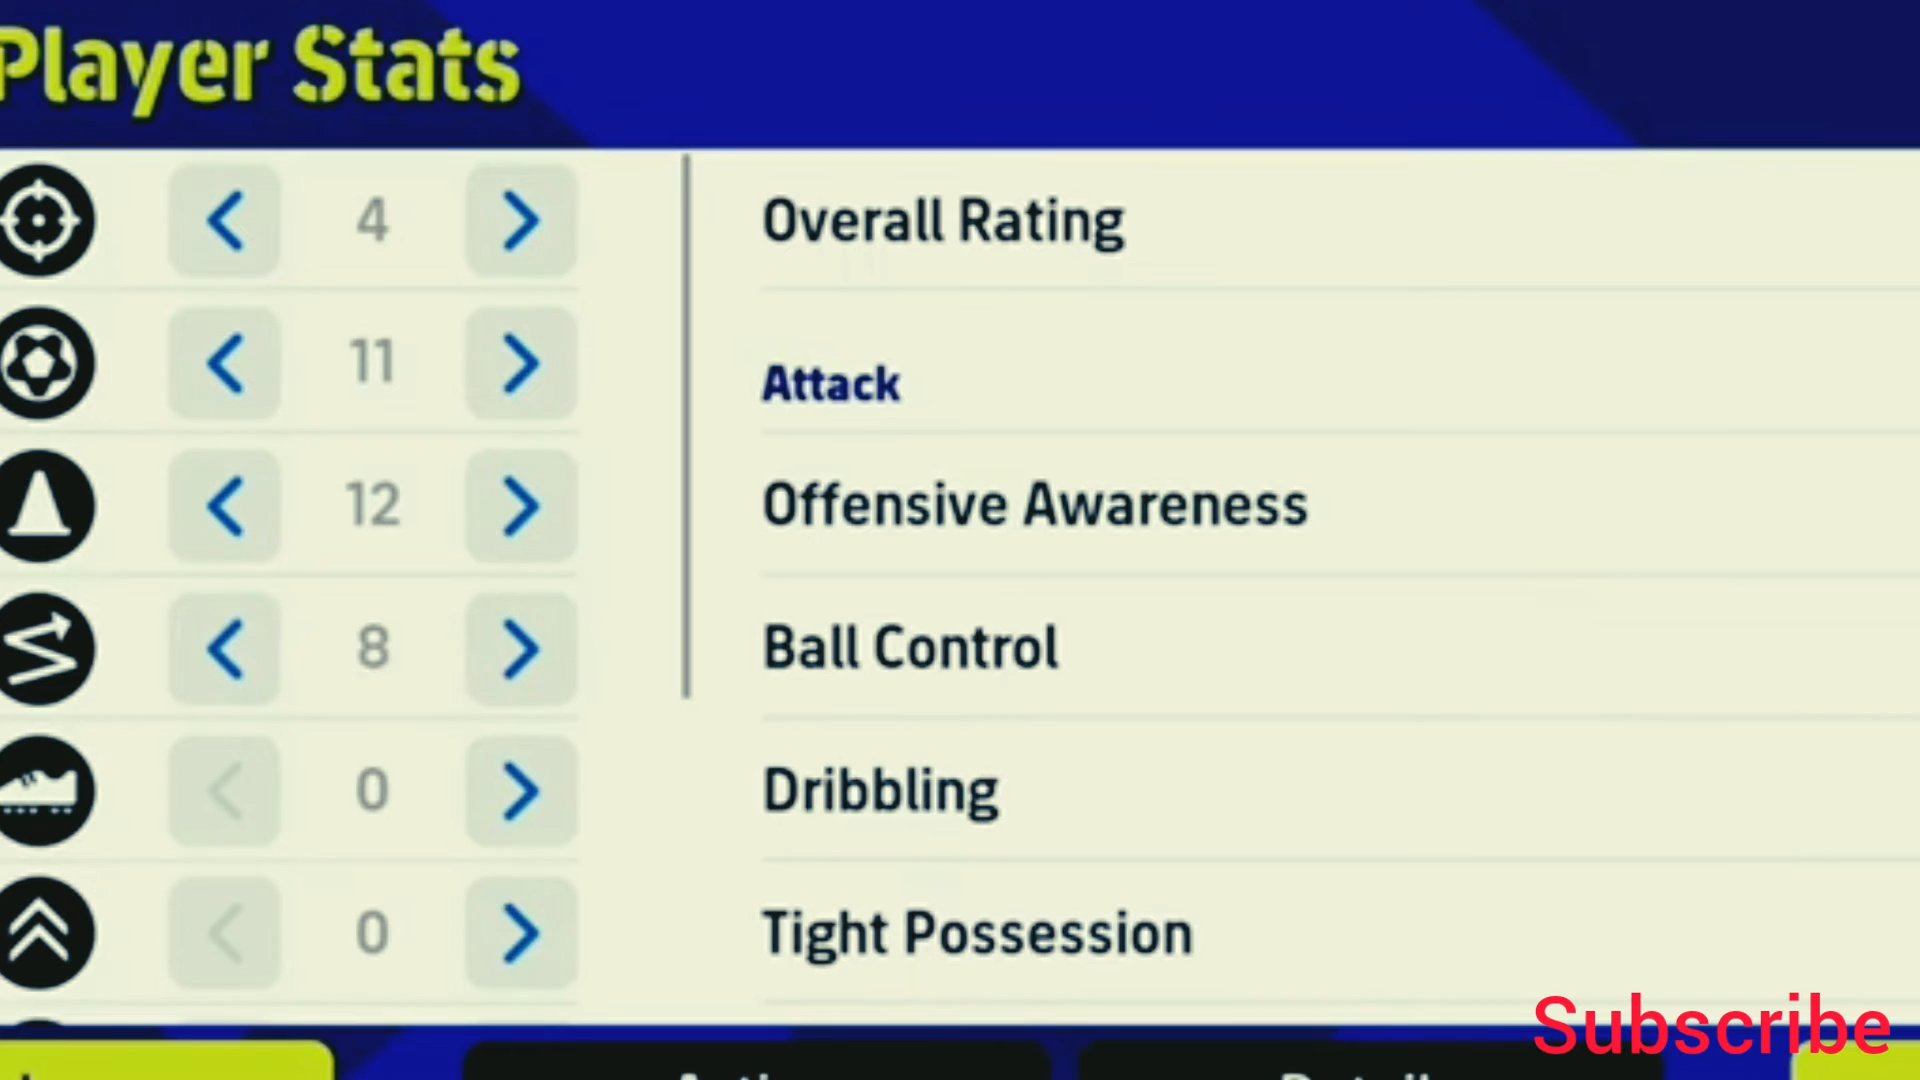 Player Stats
4
Overall Rating
11
Attack
12
Offensive Awareness
8
Ball Control
0
Dribbling
0
Tight Possession
Subscribe